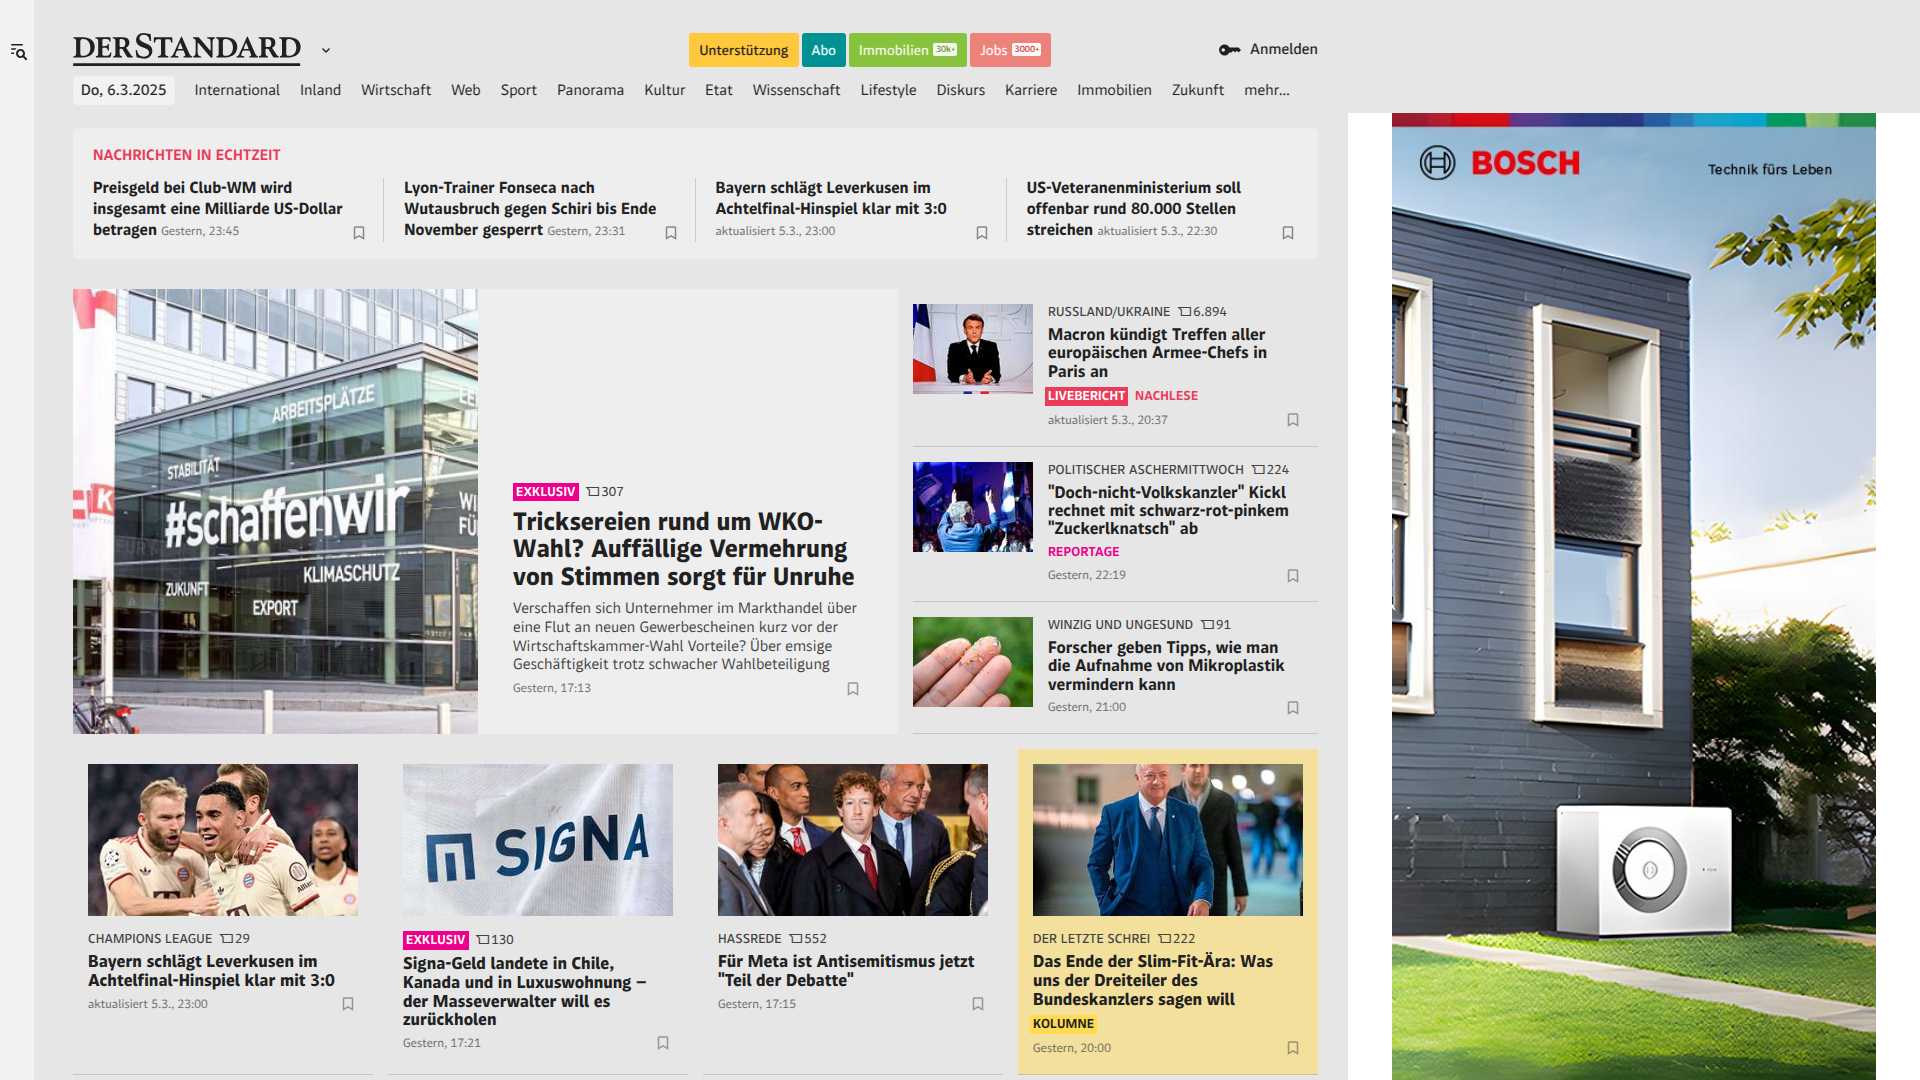 DERSTANDARD
Unterstützung
Abo
Immobilien 30k+
Jobs 3000+
Anmelden
Do, 6.3.2025
International
Inland
Wirtschaft
Web
Sport
Panorama
Kultur
Etat
Wissenschaft
Lifestyle
Diskurs
Karriere
Immobilien
Zukunft
mehr...
NACHRICHTEN IN ECHTZEIT
Preisgeld bei Club-WM wird
insgesamt eine Milliarde US-Dollar
betragen Gestern, 23:45
Lyon-Trainer Fonseca nach
Wutausbruch gegen Schiri bis Ende
November gesperrt Gestern, 23:31
Bayern schlägt Leverkusen im
Achtelfinal-Hinspiel klar mit 3:0
aktualisiert 5.3., 23:00
US-Veteranenministerium soll
offenbar rund 80.000 Stellen
streichen aktualisiert 5.3., 22:30
ARBEITSPLÄTZE
STABILITÄT
#schaffenwir
KLIMASCHUTZ
ZUKUNFT
EXPORT
EXKLUSIV 307
Tricksereien rund um WKO-
Wahl? Auffällige Vermehrung
von Stimmen sorgt für Unruhe
Verschaffen sich Unternehmer im Markthandel über
eine Flut an neuen Gewerbescheinen kurz vor der
Wirtschaftskammer-Wahl Vorteile? Über emsige
Geschäftigkeit trotz schwacher Wahlbeteiligung
Gestern, 17:13
RUSSLAND/UKRAINE 6.894
Macron kündigt Treffen aller
europäischen Armee-Chefs in
Paris an
LIVEBERICHT NACHLESE
aktualisiert 5.3., 20:37
POLITISCHER ASCHERMITTWOCH 224
"Doch-nicht-Volkskanzler" Kickl
rechnet mit schwarz-rot-pinkem
"Zuckerlknatsch" ab
REPORTAGE
Gestern, 22:19
WINZIG UND UNGESUND 91
Forscher geben Tipps, wie man
die Aufnahme von Mikroplastik
vermindern kann
Gestern, 21:00
CHAMPIONS LEAGUE 29
Bayern schlägt Leverkusen im
Achtelfinal-Hinspiel klar mit 3:0
aktualisiert 5.3., 23:00
SIGNA
EXKLUSIV 130
Signa-Geld landete in Chile,
Kanada und in Luxuswohnung –
der Masseverwalter will es
zurückholen
Gestern, 17:21
HASSREDE 552
Für Meta ist Antisemitismus jetzt
"Teil der Debatte"
Gestern, 17:15
DER LETZTE SCHREI 222
Das Ende der Slim-Fit-Ära: Was
uns der Dreiteiler des
Bundeskanzlers sagen will
KOLUMNE
Gestern, 20:00
BOSCH
Technik fürs Leben